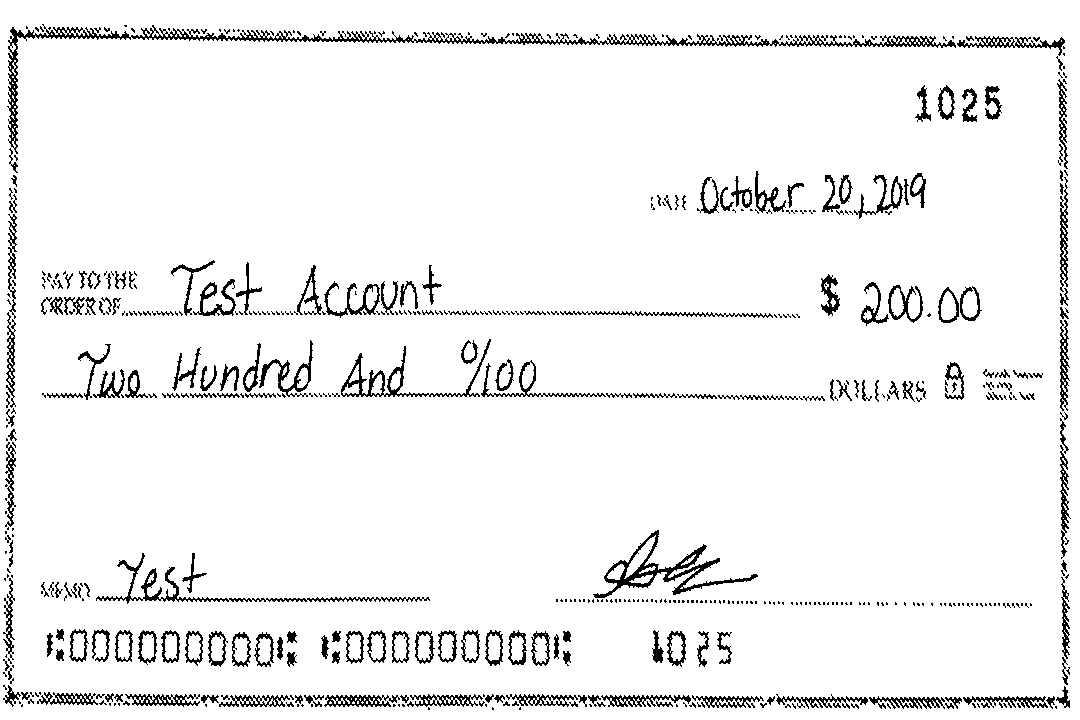 1025
DATE October 20, 2019
PAY TO THE
ORDER OF Test Account $ 200.00
Two Hundred And 0/100 DOLLARS
MEMO Test
⑆000000000⑆ ⑆000000000⑆ 1025